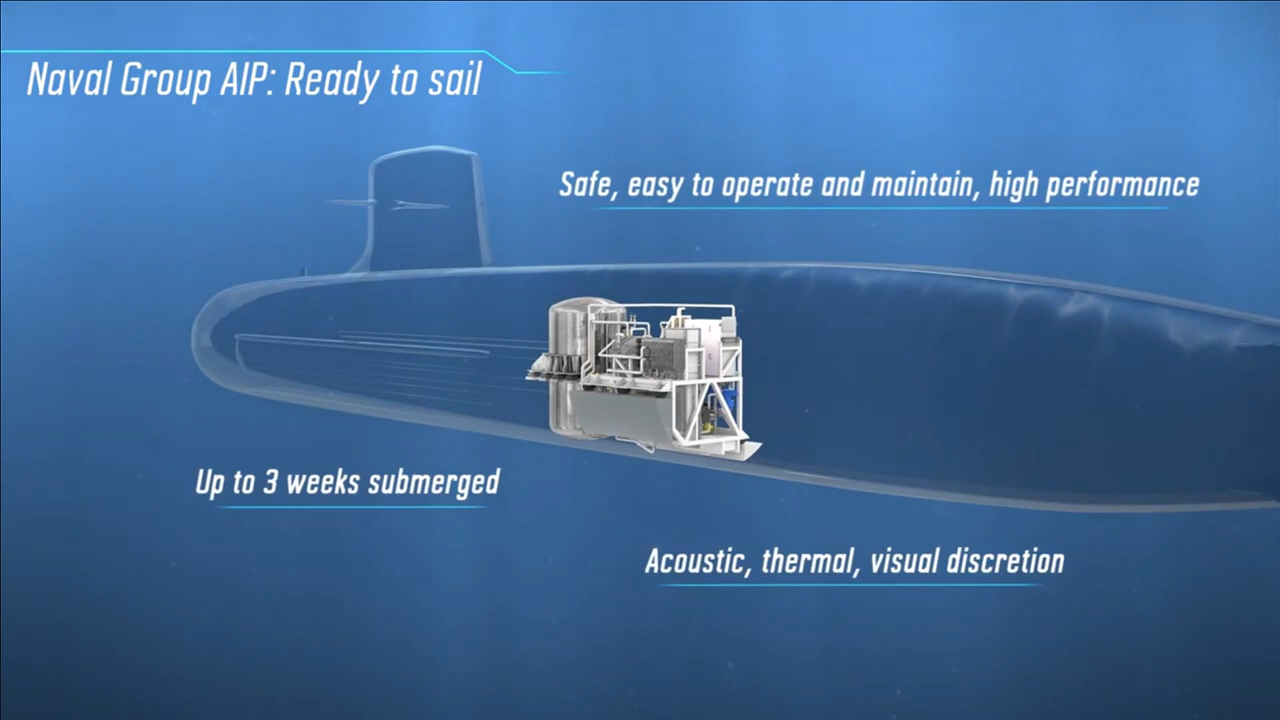 Naval Group AIP: Ready to sail
Safe, easy to operate and maintain, high performance
Up to 3 weeks submerged
Acoustic, thermal, visual discretion